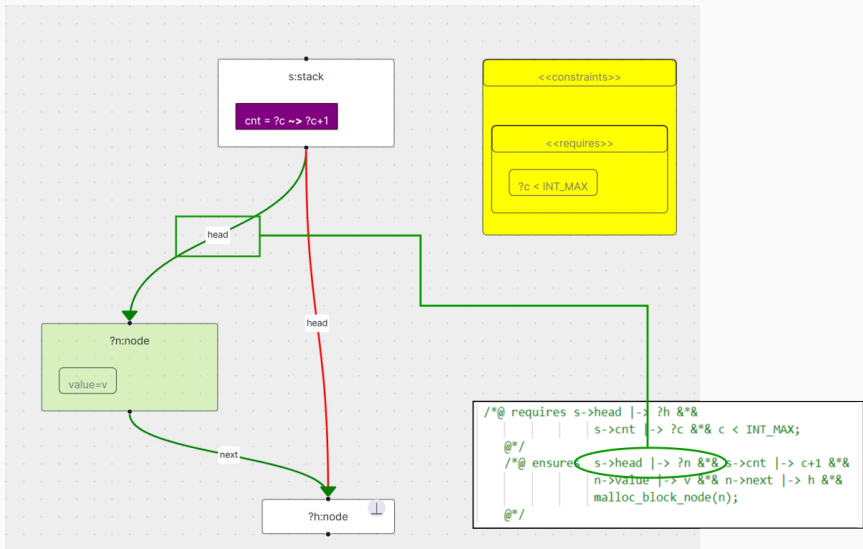 s:stack
cnt = ?c ~> ?c+1
<<constraints>>
<<requires>>
?c < INT_MAX
head
head
?n:node
value=v
next
?h:node
/*@ requires s->head |-> ?h &*&
s->cnt |-> ?c &*& c < INT_MAX;
@*/
/*@ ensures s->head |-> ?n &*& s->cnt |-> c+1 &*&
n->value |-> v &*& n->next |-> h &*&
malloc_block_node(n);
@*/